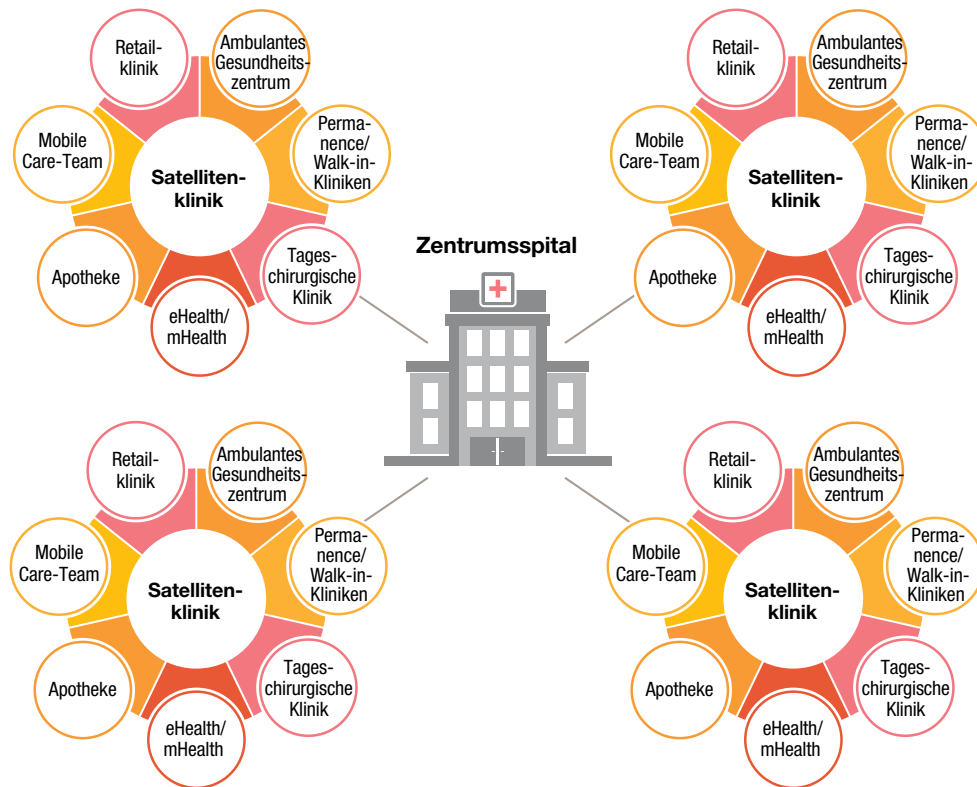 Retail-
klinik
Ambulantes
Gesundheits-
zentrum
Perma-
nence/
Walk-in-
Kliniken
Tages-
chirurgische
Klinik
eHealth/
mHealth
Apotheke
Mobile
Care-Team
Satelliten-
klinik
Retail-
klinik
Ambulantes
Gesundheits-
zentrum
Perma-
nence/
Walk-in-
Kliniken
Tages-
chirurgische
Klinik
eHealth/
mHealth
Apotheke
Mobile
Care-Team
Satelliten-
klinik
Zentrumsspital
Retail-
klinik
Ambulantes
Gesundheits-
zentrum
Perma-
nence/
Walk-in-
Kliniken
Tages-
chirurgische
Klinik
eHealth/
mHealth
Apotheke
Mobile
Care-Team
Satelliten-
klinik
Retail-
klinik
Ambulantes
Gesundheits-
zentrum
Perma-
nence/
Walk-in-
Kliniken
Tages-
chirurgische
Klinik
eHealth/
mHealth
Apotheke
Mobile
Care-Team
Satelliten-
klinik